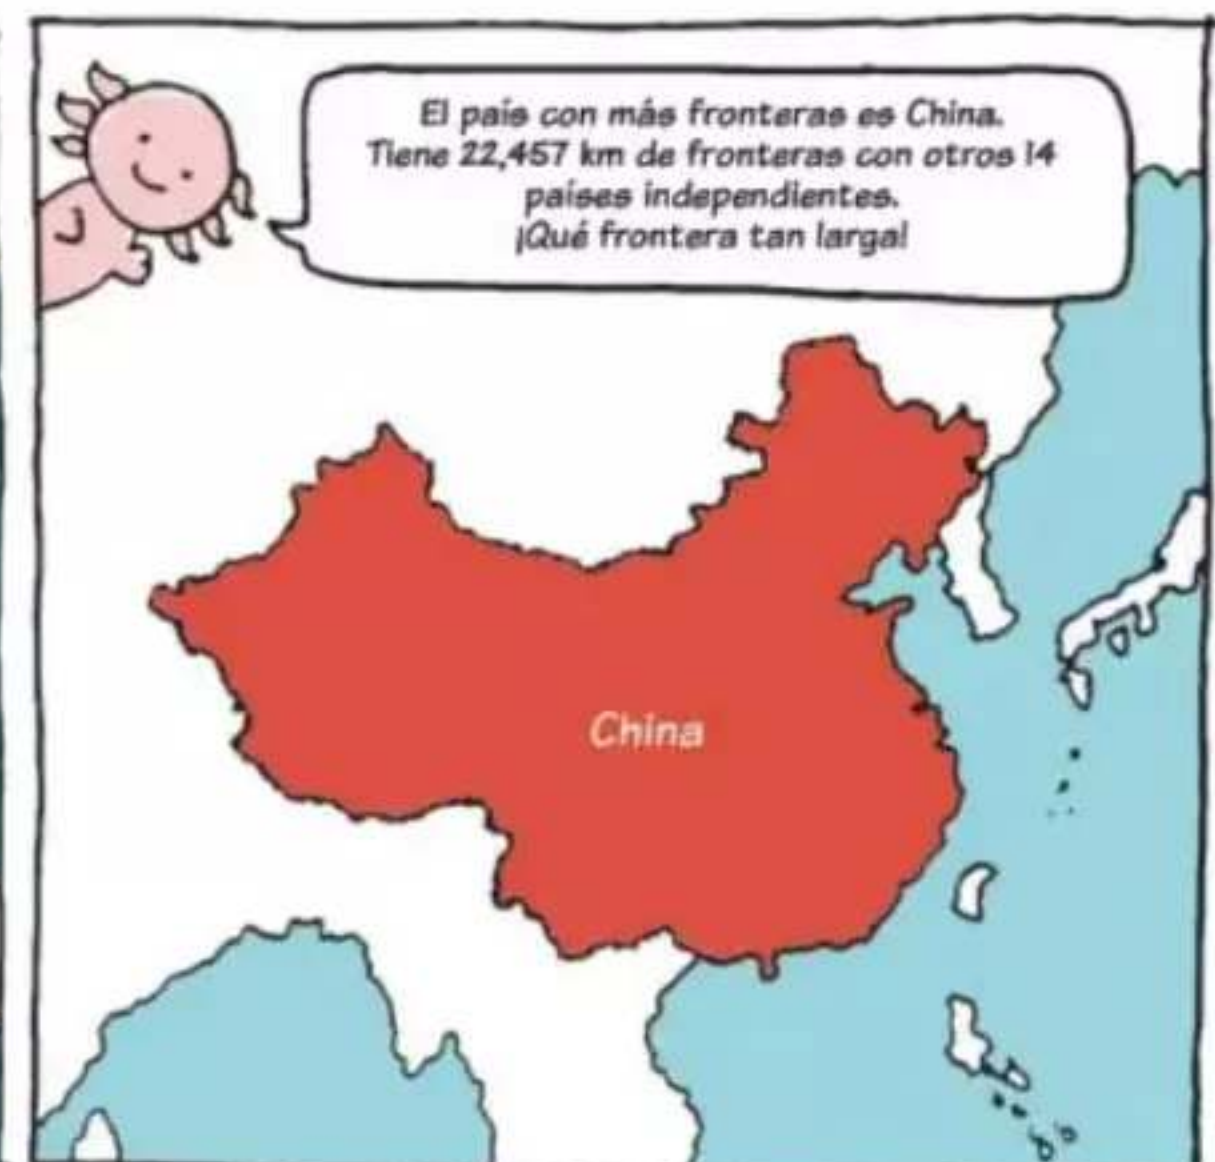 El país con más fronteras es China.
Tiene 22,457 km de fronteras con otros 14
países independientes.
¡Qué frontera tan larga!
China